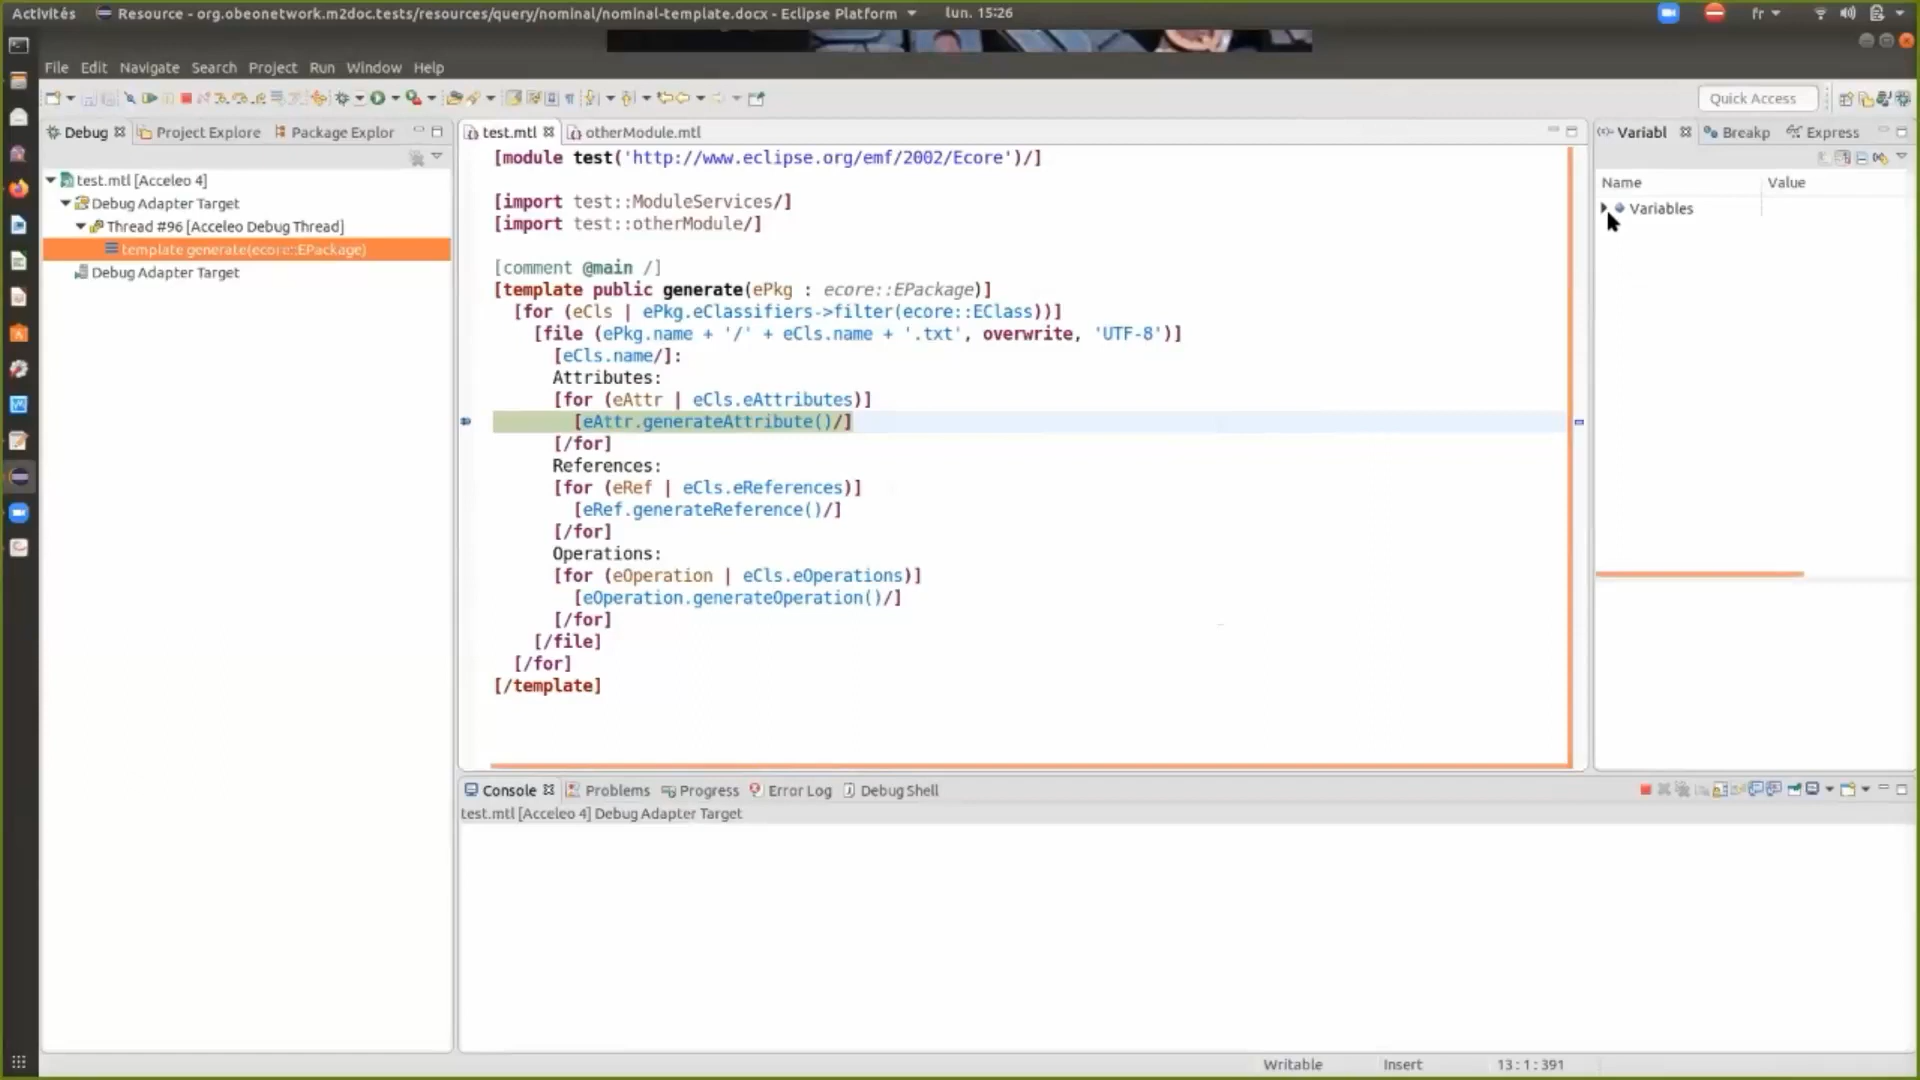 Activités
Resource - org.obeonetwork.m2doc.tests/resources/query/nominal/nominal-template.docx - Eclipse Platform
lun. 15:26
fr
File Edit Navigate Search Project Run Window Help
Quick Access
Debug Project Explore Package Explor
test.mtl [Acceleo 4]
Debug Adapter Target
Thread #96 [Acceleo Debug Thread]
template generate(ecore::EPackage)
Debug Adapter Target
test.mtl otherModule.mtl
[module test('http://www.eclipse.org/emf/2002/Ecore')/]
[import test::ModuleServices/]
[import test::otherModule/]
[comment @main /]
[template public generate(ePkg : ecore::EPackage)]
[for (eCls | ePkg.eClassifiers->filter(ecore::EClass))]
[file (ePkg.name + '/' + eCls.name + '.txt', overwrite, 'UTF-8')]
[eCls.name/]:
Attributes:
[for (eAttr | eCls.eAttributes)]
[eAttr.generateAttribute()/]
[/for]
References:
[for (eRef | eCls.eReferences)]
[eRef.generateReference()/]
[/for]
Operations:
[for (eOperation | eCls.eOperations)]
[eOperation.generateOperation()/]
[/for]
[/file]
[/for]
[/template]
Variabl Breakp Express
Name Value
Variables
Console Problems Progress Error Log Debug Shell
test.mtl [Acceleo 4] Debug Adapter Target
Writable Insert 13:1:391